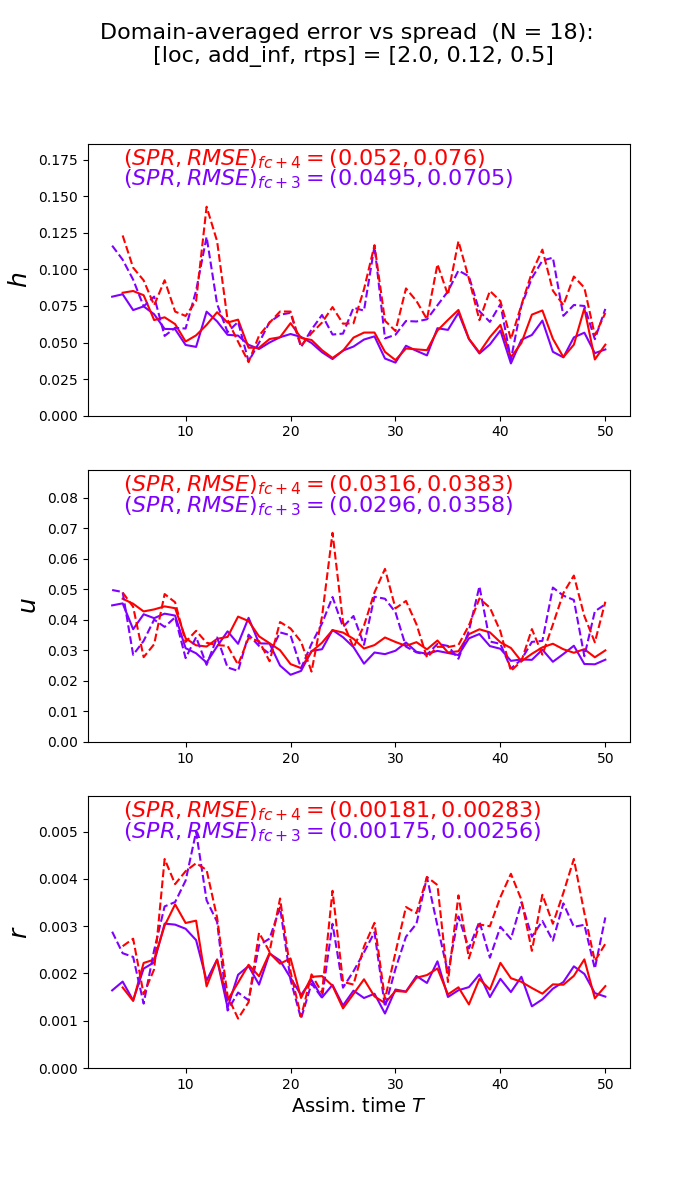 Domain-averaged error vs spread (N = 18):
[loc, add_inf, rtps] = [2.0, 0.12, 0.5]
(SPR, RMSE)fc+4 = (0.052, 0.076)
(SPR, RMSE)fc+3 = (0.0495, 0.0705)
0.175
0.150
0.125
0.100
0.075
0.050
0.025
0.000
h
10 20 30 40 50
(SPR, RMSE)fc+4 = (0.0316, 0.0383)
(SPR, RMSE)fc+3 = (0.0296, 0.0358)
0.08
0.07
0.06
0.05
0.04
0.03
0.02
0.01
0.00
u
10 20 30 40 50
(SPR, RMSE)fc+4 = (0.00181, 0.00283)
(SPR, RMSE)fc+3 = (0.00175, 0.00256)
0.005
0.004
0.003
0.002
0.001
0.000
r
10 20 30 40 50
Assim. time T